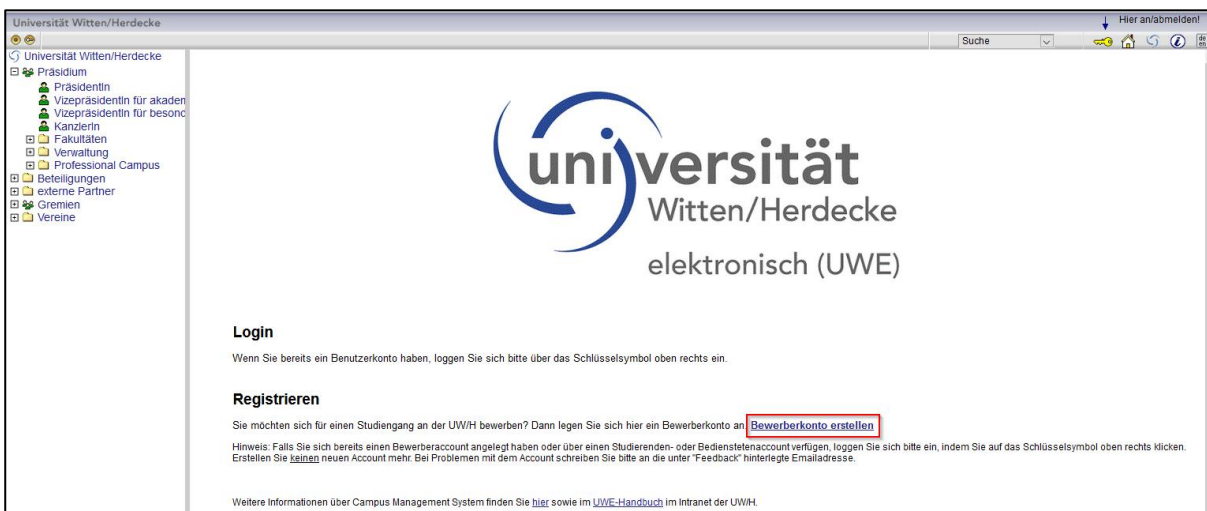 Universität Witten/Herdecke
Hier an/abmelden!
Suche
de
en
Universität Witten/Herdecke
Präsidium
PräsidentIn
VizepräsidentIn für akaden
VizepräsidentIn für besond
KanzlerIn
Fakultäten
Verwaltung
Professional Campus
Beteiligungen
externe Partner
Gremien
Vereine
universität
Witten/Herdecke
elektronisch (UWE)
Login
Wenn Sie bereits ein Benutzerkonto haben, loggen Sie sich bitte über das Schlüsselsymbol oben rechts ein.
Registrieren
Sie möchten sich für einen Studiengang an der UW/H bewerben? Dann legen Sie sich hier ein Bewerberkonto an. Bewerberkonto erstellen
Hinweis: Falls Sie sich bereits einen Bewerberaccount angelegt haben oder über einen Studierenden- oder Bedienstetenaccount verfügen, loggen Sie sich bitte ein, indem Sie auf das Schlüsselsymbol oben rechts klicken.
Erstellen Sie keinen neuen Account mehr. Bei Problemen mit dem Account schreiben Sie bitte an die unter "Feedback" hinterlegte Emailadresse.
Weitere Informationen über Campus Management System finden Sie hier sowie im UWE-Handbuch im Intranet der UW/H.